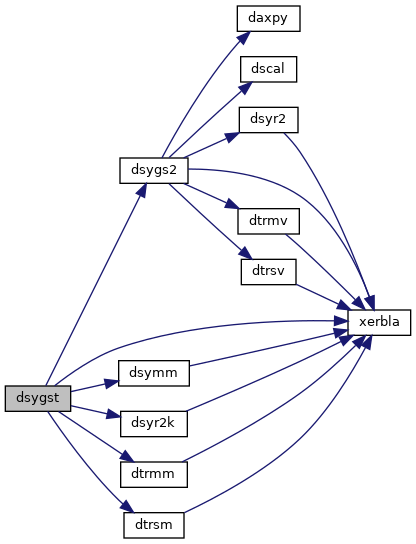 daxpy
dscal
dsyr2
dsygs2
dtrmv
dtrsv
xerbla
dsymm
dsygst
dsyr2k
dtrmm
dtrsm